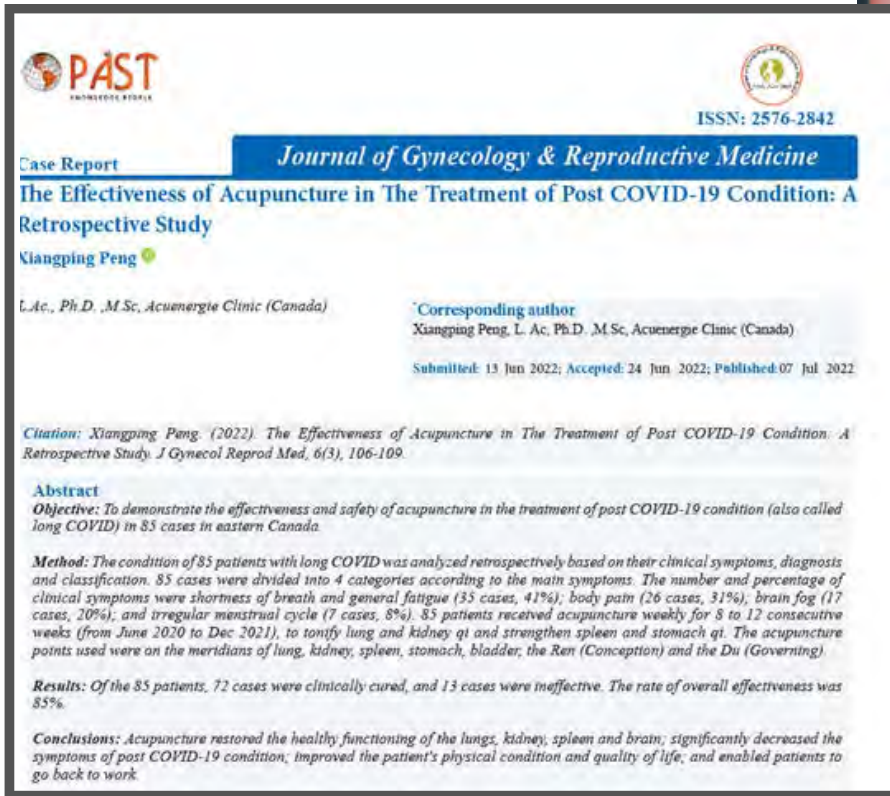 PAST
KNOWLEDGE PEOPLE
ISSN: 2576-2842
Case Report
Journal of Gynecology & Reproductive Medicine
The Effectiveness of Acupuncture in The Treatment of Post COVID-19 Condition: A
Retrospective Study
Xiangping Peng
L.Ac., Ph.D. ,M.Sc, Acuenergie Clinic (Canada)
*Corresponding author
Xiangping Peng, L. Ac, Ph.D. ,M.Sc, Acuenergie Clinic (Canada)
Submitted: 13 Jun 2022; Accepted: 24 Jun 2022; Published:07 Jul 2022
Citation: Xiangping Peng. (2022). The Effectiveness of Acupuncture in The Treatment of Post COVID-19 Condition: A
Retrospective Study. J Gynecol Reprod Med, 6(3), 106-109.
Abstract
Objective: To demonstrate the effectiveness and safety of acupuncture in the treatment of post COVID-19 condition (also called
long COVID) in 85 cases in eastern Canada.
Method: The condition of 85 patients with long COVID was analyzed retrospectively based on their clinical symptoms, diagnosis
and classification. 85 cases were divided into 4 categories according to the main symptoms. The number and percentage of
clinical symptoms were shortness of breath and general fatigue (35 cases, 41%); body pain (26 cases, 31%); brain fog (17
cases, 20%); and irregular menstrual cycle (7 cases, 8%). 85 patients received acupuncture weekly for 8 to 12 consecutive
weeks (from June 2020 to Dec 2021), to tonify lung and kidney qi and strengthen spleen and stomach qi. The acupuncture
points used were on the meridians of lung, kidney, spleen, stomach, bladder, the Ren (Conception) and the Du (Governing).
Results: Of the 85 patients, 72 cases were clinically cured, and 13 cases were ineffective. The rate of overall effectiveness was
85%.
Conclusions: Acupuncture restored the healthy functioning of the lungs, kidney, spleen and brain; significantly decreased the
symptoms of post COVID-19 condition; improved the patient's physical condition and quality of life; and enabled patients to
go back to work.